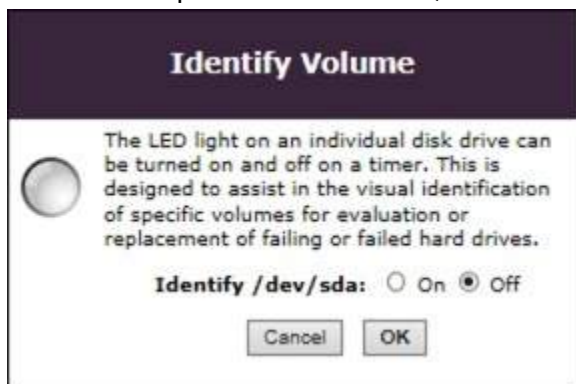 Identify Volume
The LED light on an individual disk drive can
be turned on and off on a timer. This is
designed to assist in the visual identification
of specific volumes for evaluation or
replacement of failing or failed hard drives.
Identify /dev/sda: On Off
Cancel OK